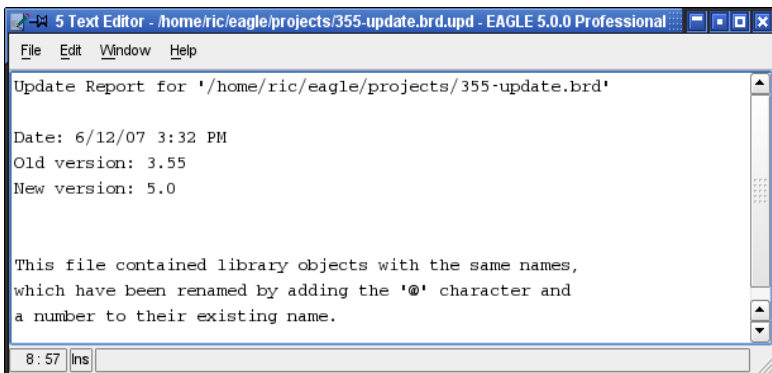 5 Text Editor - /home/ric/eagle/projects/355-update.brd.upd - EAGLE 5.0.0 Professional
File Edit Window Help
Update Report for '/home/ric/eagle/projects/355-update.brd'
Date: 6/12/07 3:32 PM
Old version: 3.55
New version: 5.0
This file contained library objects with the same names,
which have been renamed by adding the '@' character and
a number to their existing name.
8:57 Ins